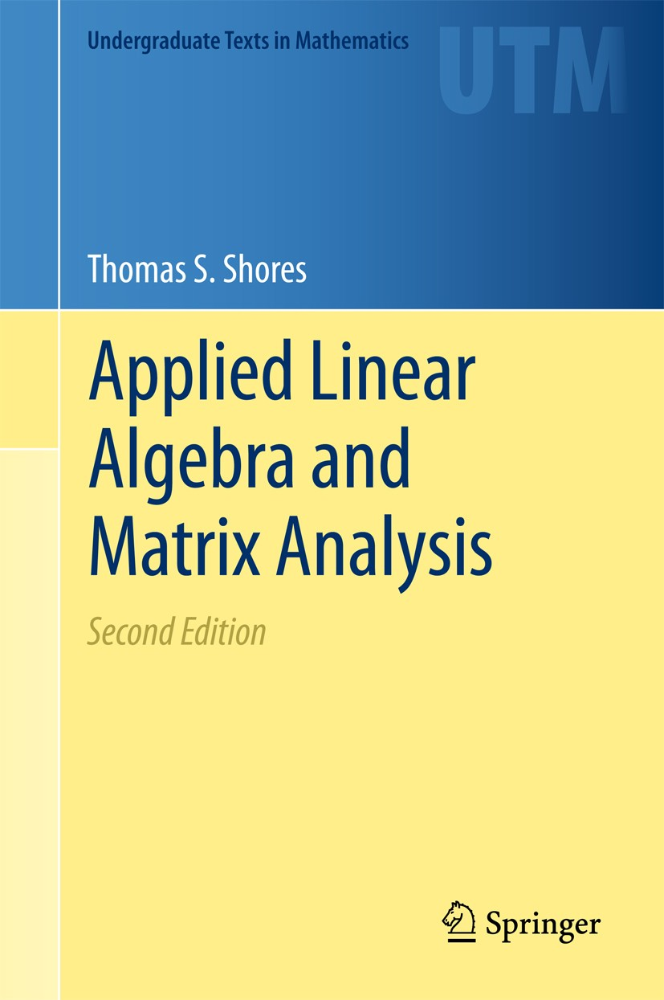 Undergraduate Texts in Mathematics
UTM
Thomas S. Shores
Applied Linear
Algebra and
Matrix Analysis
Second Edition
Springer